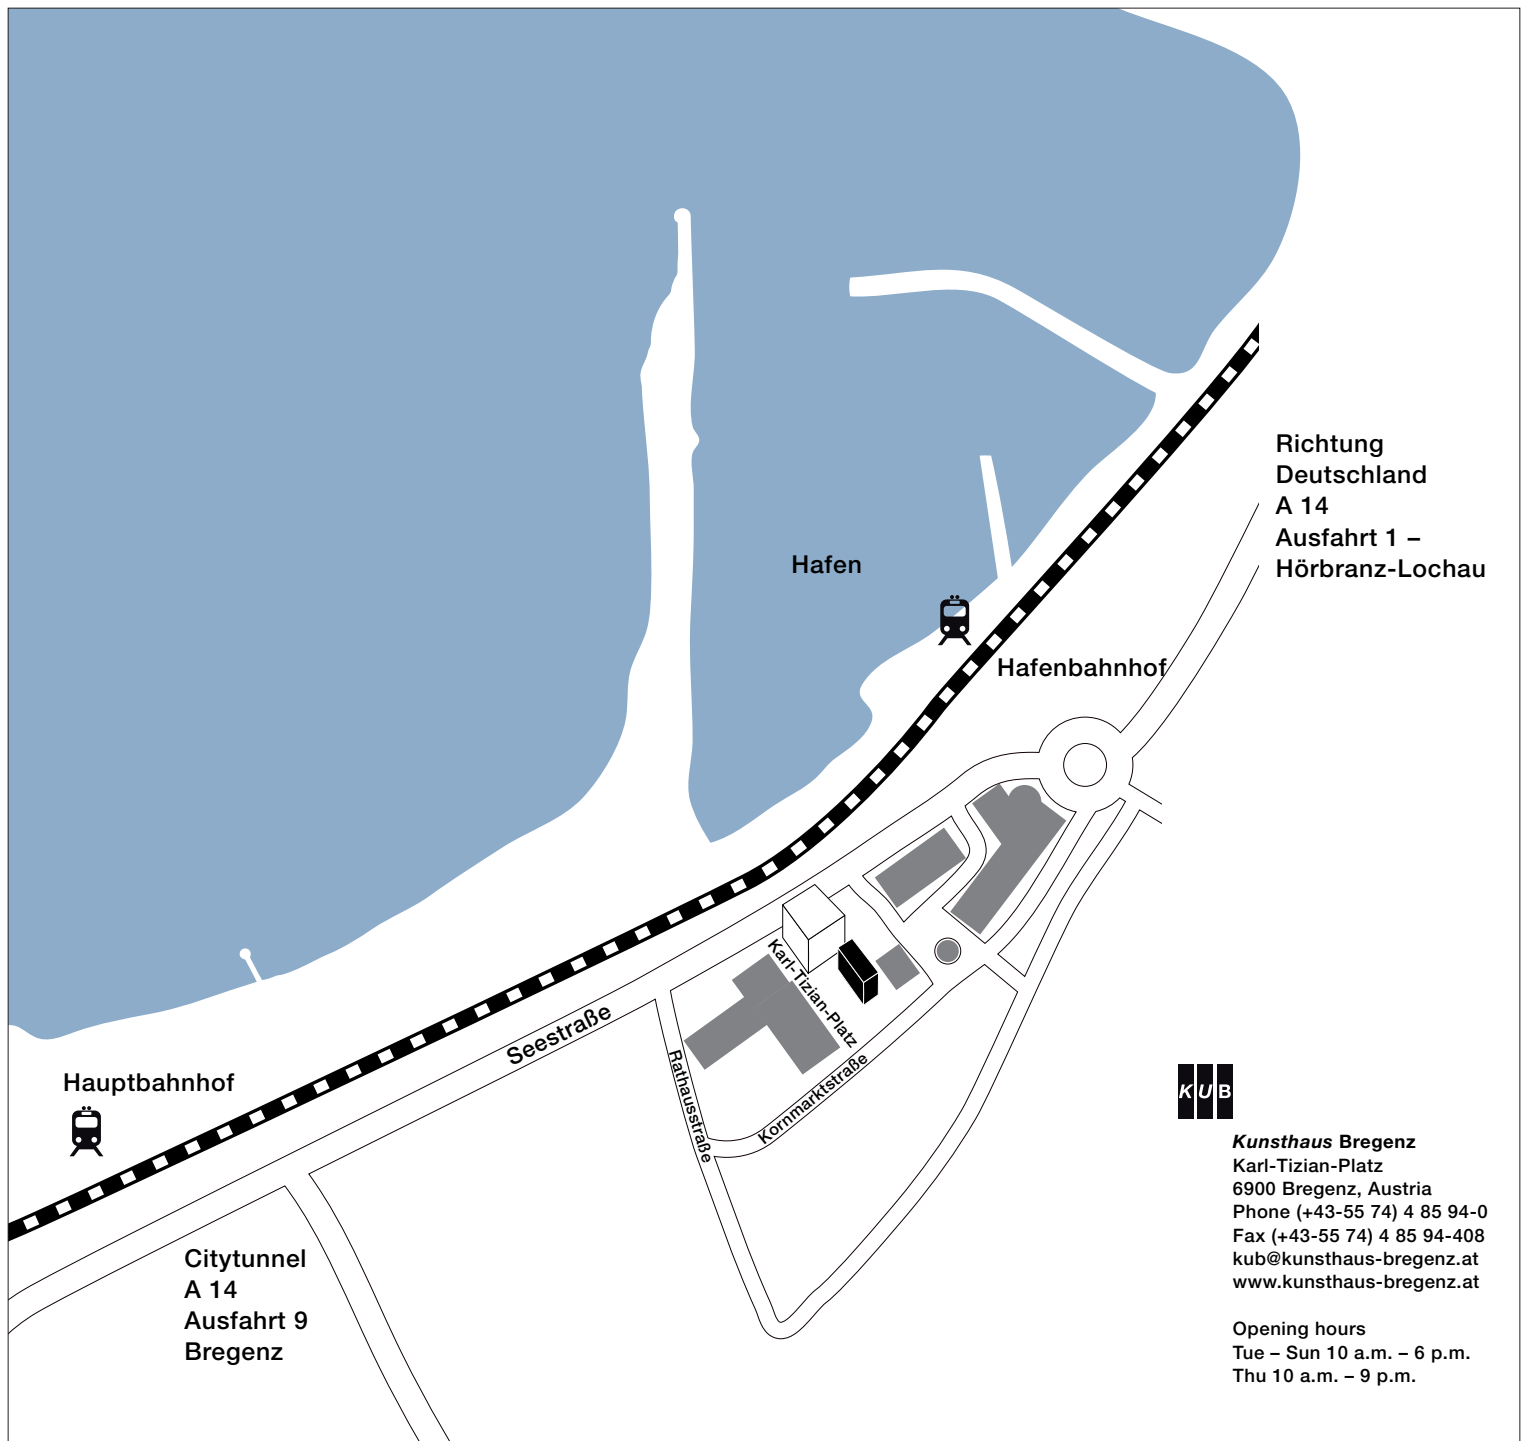 Richtung
Deutschland
A 14
Ausfahrt 1 –
Hörbranz-Lochau
Hafen
Hafenbahnhof
Karl-Tizian-Platz
Seestraße
Rathausstraße
Kornmarktstraße
Hauptbahnhof
Citytunnel
A 14
Ausfahrt 9
Bregenz
KUB
Kunsthaus Bregenz
Karl-Tizian-Platz
6900 Bregenz, Austria
Phone (+43-55 74) 4 85 94-0
Fax (+43-55 74) 4 85 94-408
kub@kunsthaus-bregenz.at
www.kunsthaus-bregenz.at
Opening hours
Tue – Sun 10 a.m. – 6 p.m.
Thu 10 a.m. – 9 p.m.